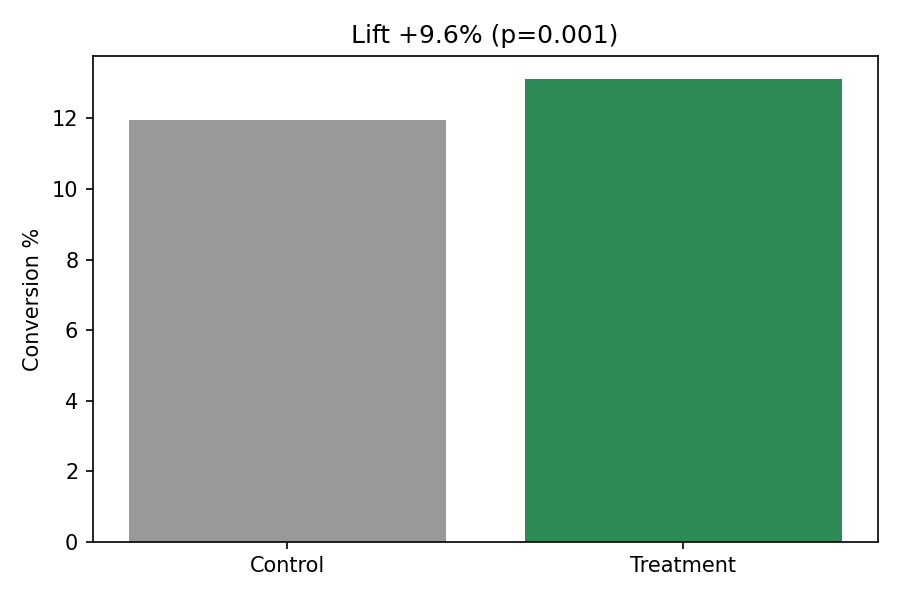 Lift +9.6% (p=0.001)
Conversion %
12
10
8
6
4
2
0
Control
Treatment